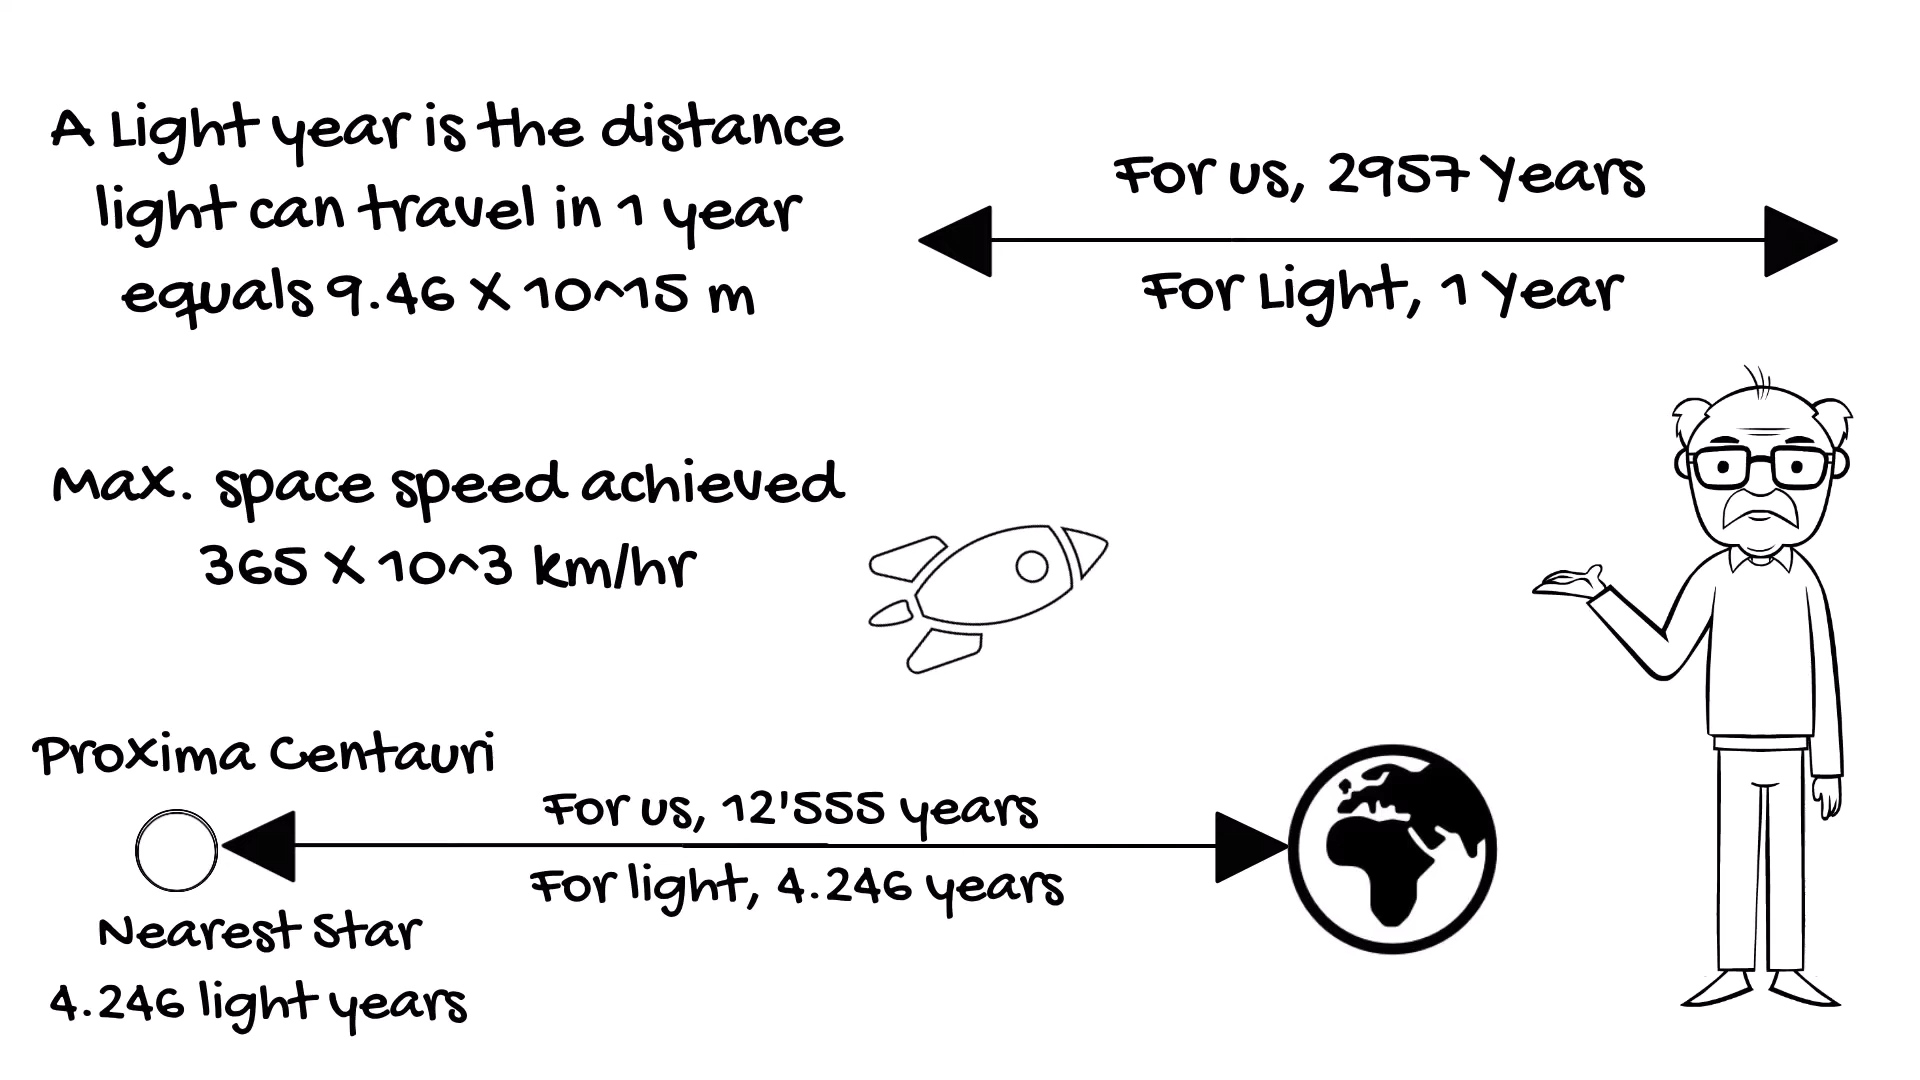 A Light year is the distance
light can travel in 1 year
equals 9.46 X 10^15 m
For us, 2957 Years
For Light, 1 Year
Max. space speed achieved
365 X 10^3 km/hr
Proxima Centauri
For us, 12'555 years
For light, 4.246 years
Nearest Star
4.246 light years